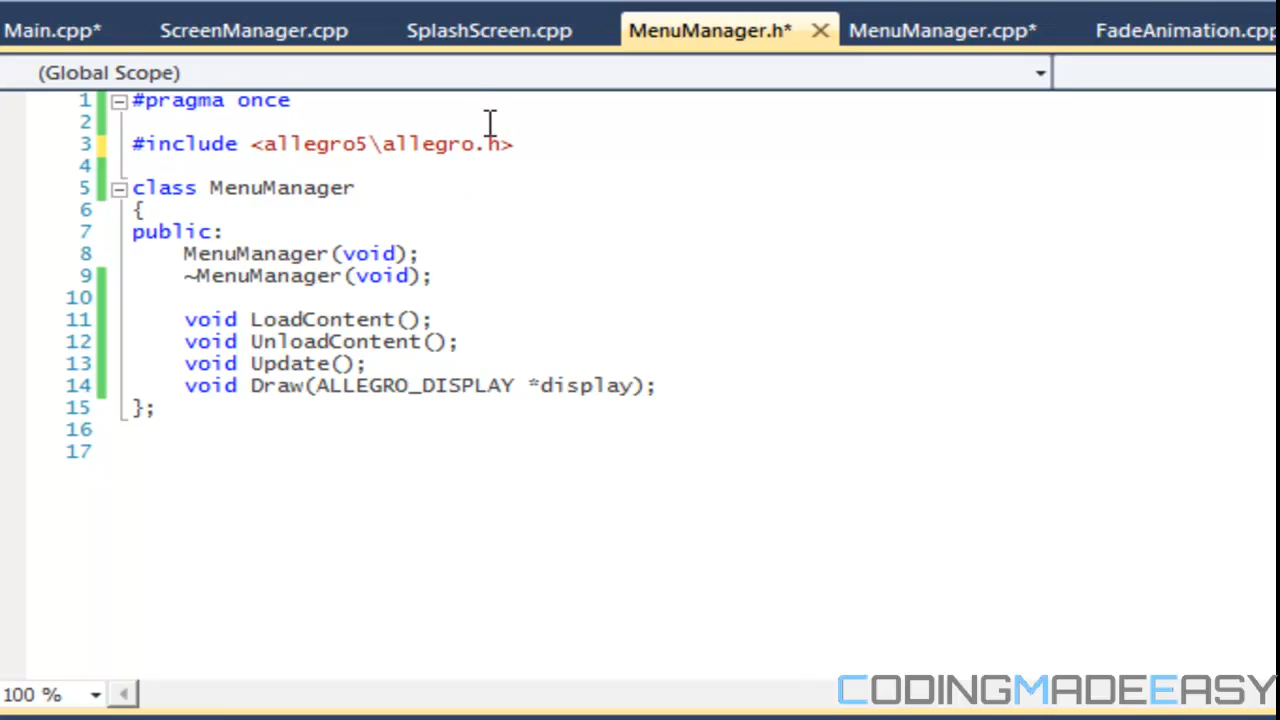 Main.cpp* ScreenManager.cpp SplashScreen.cpp MenuManager.h* MenuManager.cpp* FadeAnimation.cpp
(Global Scope)
1 #pragma once
2
3 #include <allegro5\allegro.h>
4
5 class MenuManager
6 {
7 public:
8 MenuManager(void);
9 ~MenuManager(void);
10
11 void LoadContent();
12 void UnloadContent();
13 void Update();
14 void Draw(ALLEGRO_DISPLAY *display);
15 };
16
17
100 %
CODINGMADEEASY